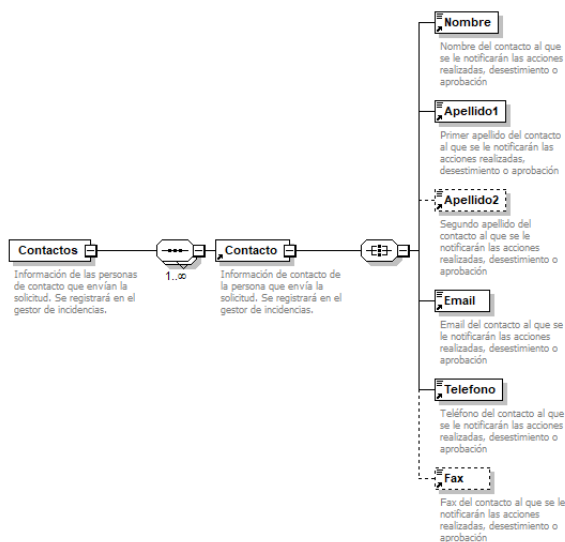 Nombre
Nombre del contacto al que
se le notificarán las acciones
realizadas, desestimiento o
aprobación
Apellido1
Primer apellido del contacto
al que se le notificarán las
acciones realizadas,
desestimiento o aprobación
Apellido2
Segundo apellido del
contacto al que se le
notificarán las acciones
realizadas, desestimiento o
aprobación
Contactos
Información de las personas
de contacto que envían la
solicitud. Se registrará en el
gestor de incidencias.
1..∞
Contacto
Información de contacto de
la persona que envía la
solicitud. Se registrará en el
gestor de incidencias.
Email
Email del contacto al que se
le notificarán las acciones
realizadas, desestimiento o
aprobación
Telefono
Teléfono del contacto al que
se le notificarán las acciones
realizadas, desestimiento o
aprobación
Fax
Fax del contacto al que se le
notificarán las acciones
realizadas, desestimiento o
aprobación